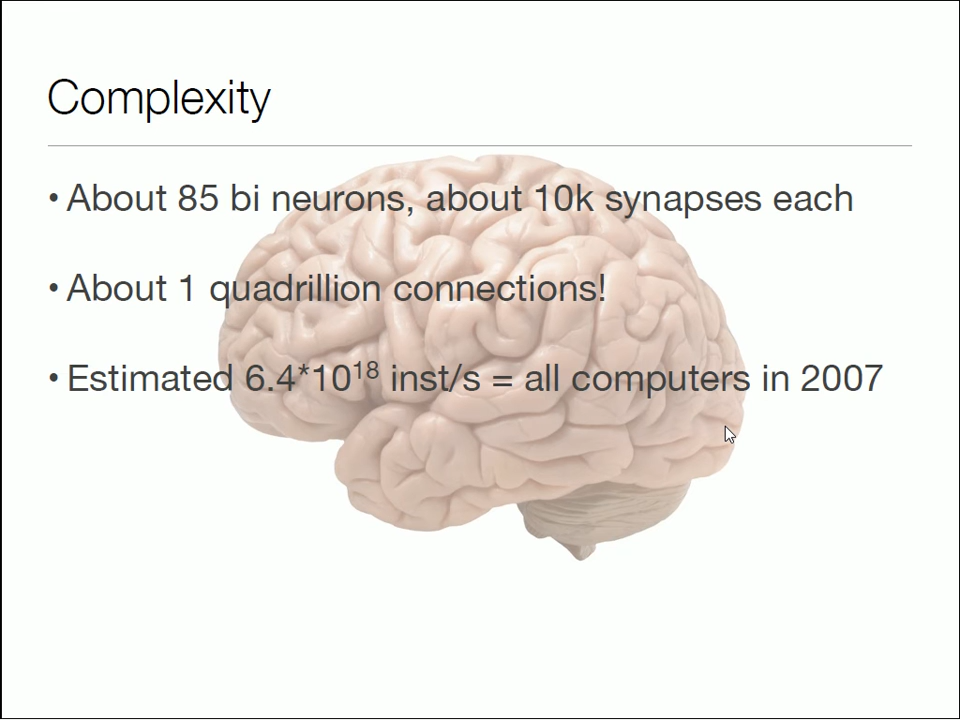 Complexity
• About 85 bi neurons, about 10k synapses each
• About 1 quadrillion connections!
• Estimated 6.4*10¹⁸ inst/s = all computers in 2007